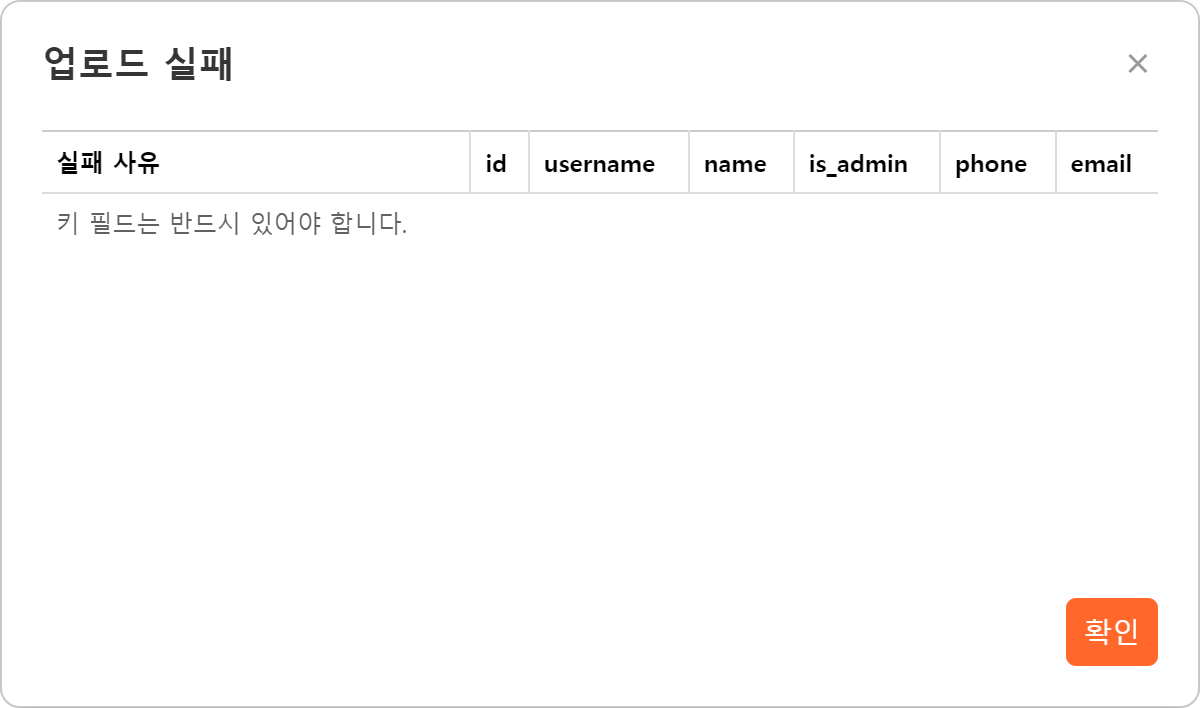 업로드 실패
×
실패 사유 id username name is_admin phone email
키 필드는 반드시 있어야 합니다.
확인